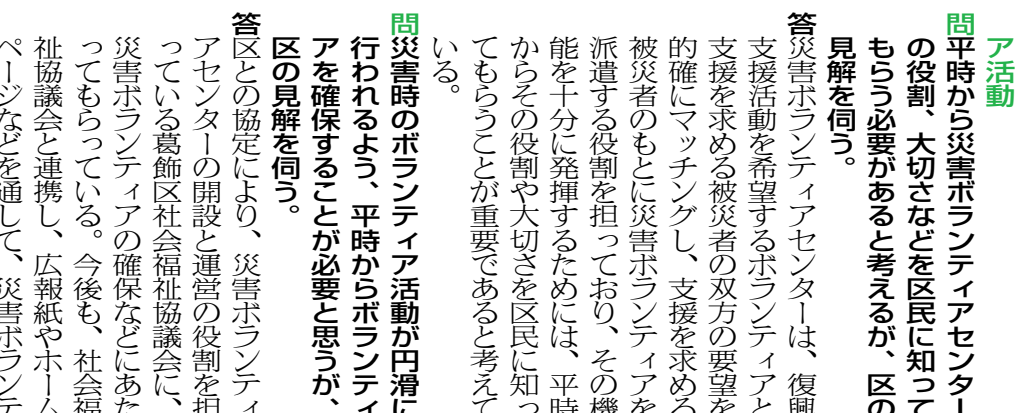 ア活動
問平時から災害ボランティアセンター
の役割、大切さなどを区民に知って
もらう必要があると考えるが、区の
見解を伺う。
答災害ボランティアセンターは、復興
支援活動を希望するボランティアと
支援を求める被災者の双方の要望を
的確にマッチングし、支援を求める
被災者のもとに災害ボランティアを
派遣する役割を担っており、その機
能を十分に発揮するためには、平時
からその役割や大切さを区民に知っ
てもらうことが重要であると考えて
いる。
問災害時のボランティア活動が円滑に
行われるよう、平時からボランティ
アを確保することが必要と思うが、
区の見解を伺う。
答区との協定により、災害ボランティ
アセンターの開設と運営の役割を担
っている葛飾区社会福祉協議会に、
災害ボランティアの確保などにあた
ってもらっている。今後も、社会福
祉協議会と連携し、広報紙やホーム
ページなどを通して、災害ボランテ